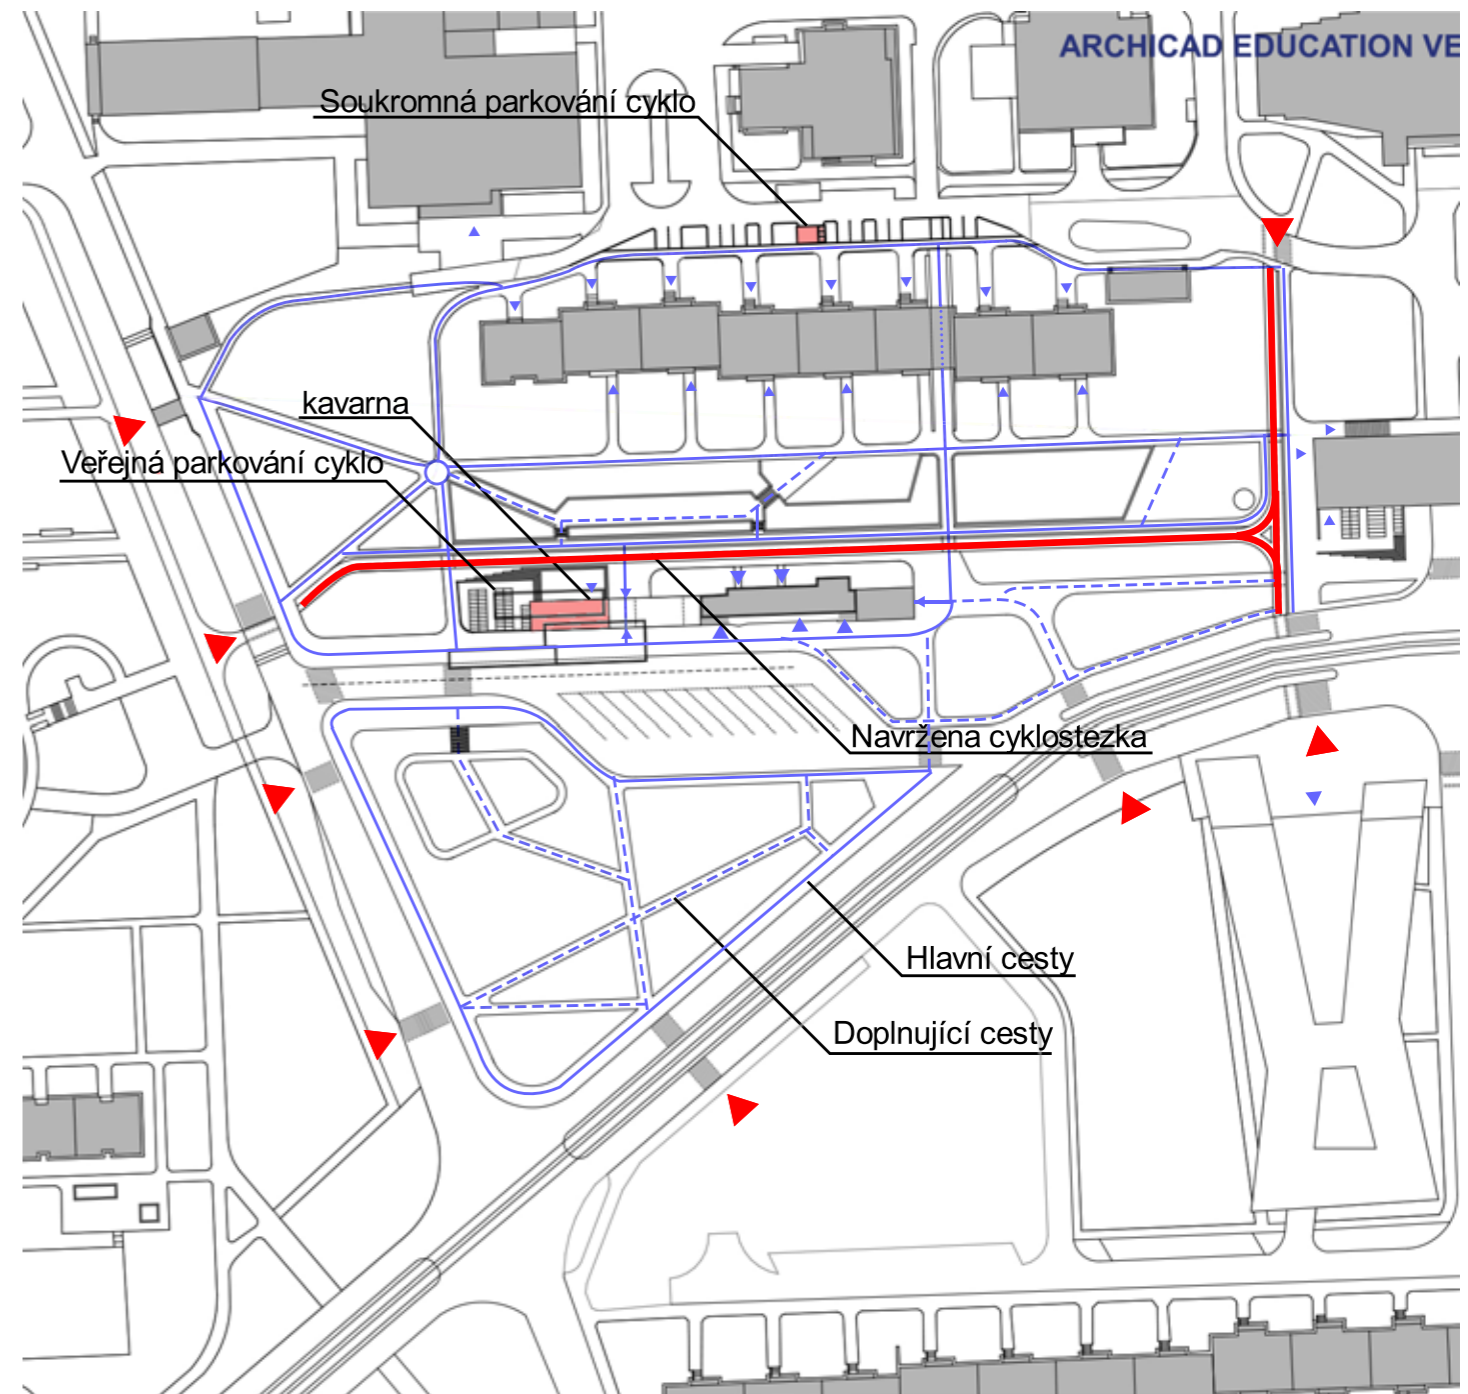 ARCHICAD EDUCATION VE
Soukromná parkování cyklo
kavarna
Veřejná parkování cyklo
Navržena cyklostezka
Hlavní cesty
Doplnující cesty